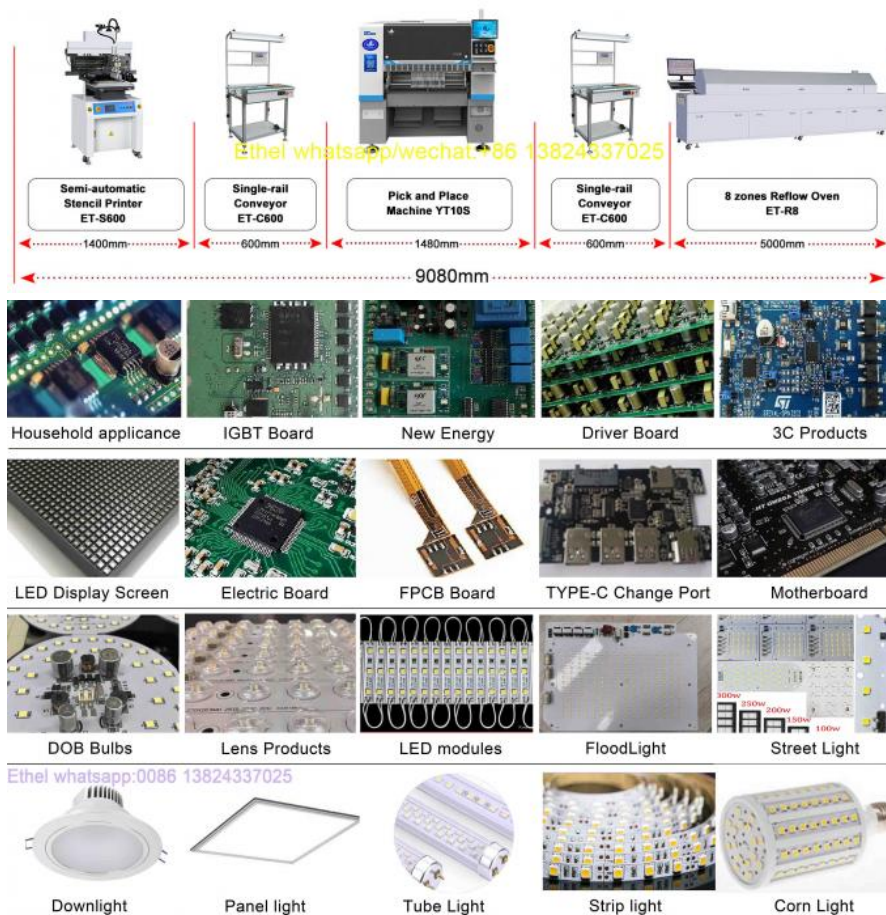 Ethel whatsapp/wechat:+86 13824337025
Semi-automatic
Stencil Printer
ET-S600
Single-rail
Conveyor
ET-C600
Pick and Place
Machine YT10S
Single-rail
Conveyor
ET-C600
8 zones Reflow Oven
ET-R8
1400mm
600mm
1480mm
600mm
5000mm
9080mm
Household applicance
IGBT Board
New Energy
Driver Board
3C Products
LED Display Screen
Electric Board
FPCB Board
TYPE-C Change Port
Motherboard
300w
250w
200w
150w
100w
DOB Bulbs
Lens Products
LED modules
FloodLight
Street Light
Ethel whatsapp:0086 13824337025
Downlight
Panel light
Tube Light
Strip light
Corn Light